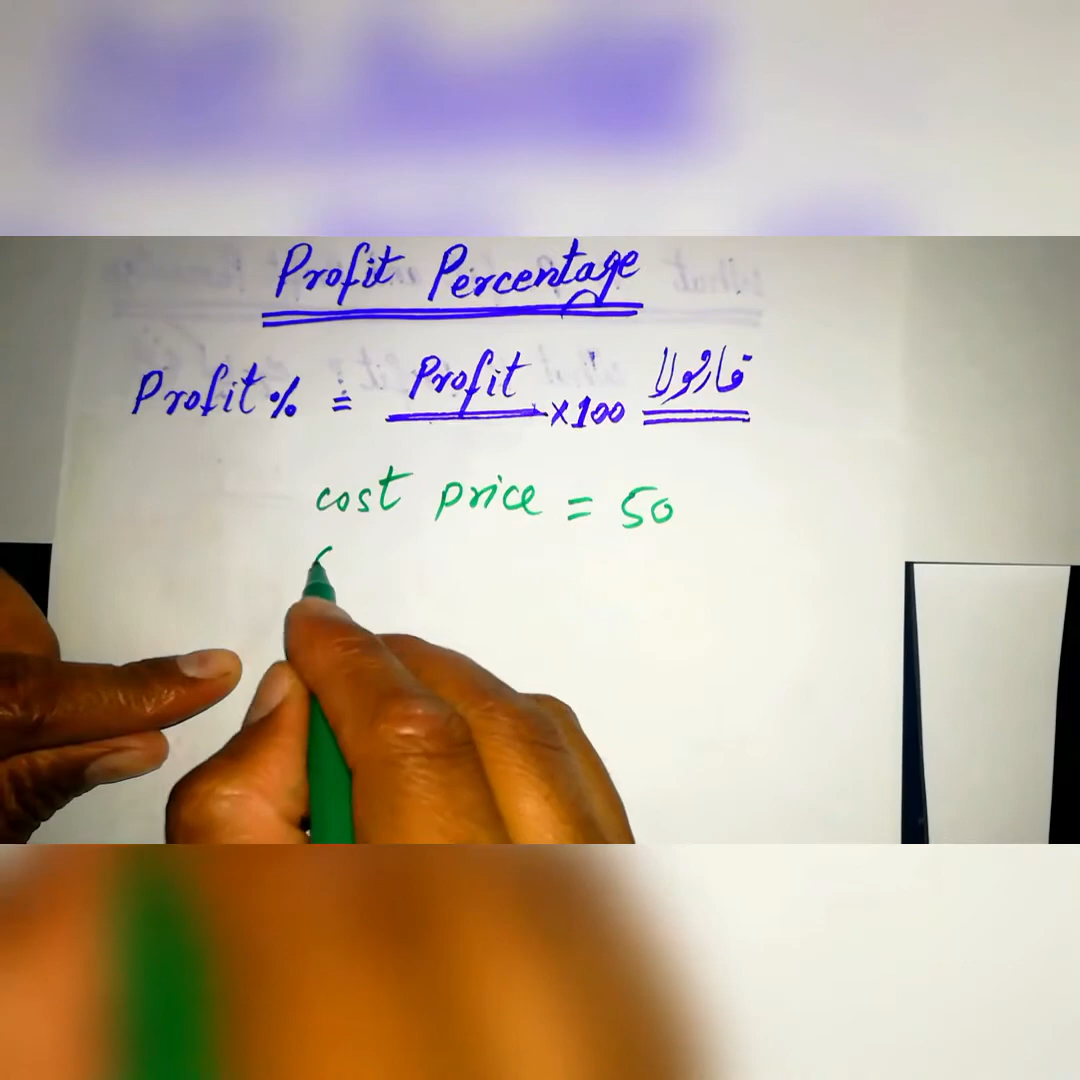 Profit Percentage
Profit% = Profit ×100 فارمولا
cost price = 50